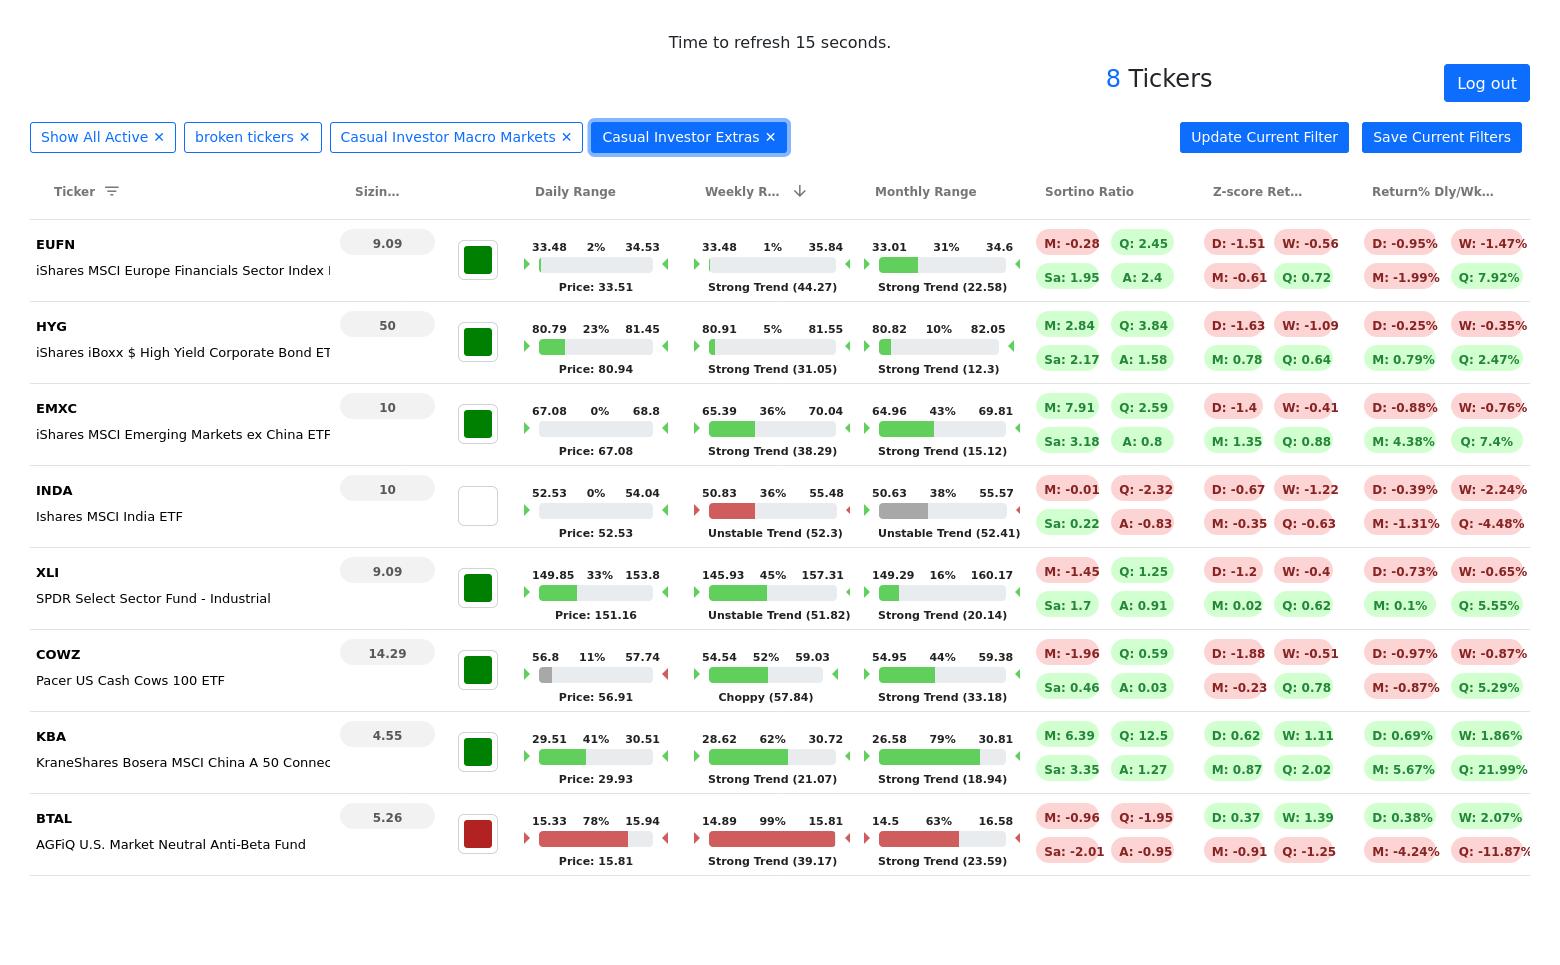 Time to refresh 15 seconds.
8 Tickers
Log out
Show All Active ✕ broken tickers ✕ Casual Investor Macro Markets ✕ Casual Investor Extras ✕ Update Current Filter Save Current Filters
Ticker Sizin... Daily Range Weekly R... Monthly Range Sortino Ratio Z-score Ret... Return% Dly/Wk...
EUFN 9.09 33.48 2% 34.53 33.48 1% 35.84 33.01 31% 34.6 M: -0.28 Q: 2.45 D: -1.51 W: -0.56 D: -0.95% W: -1.47%
iShares MSCI Europe Financials Sector Index Sa: 1.95 A: 2.4 M: -0.61 Q: 0.72 M: -1.99% Q: 7.92%
Price: 33.51 Strong Trend (44.27) Strong Trend (22.58)
HYG 50 80.79 23% 81.45 80.91 5% 81.55 80.82 10% 82.05 M: 2.84 Q: 3.84 D: -1.63 W: -1.09 D: -0.25% W: -0.35%
iShares iBoxx $ High Yield Corporate Bond ET Sa: 2.17 A: 1.58 M: 0.78 Q: 0.64 M: 0.79% Q: 2.47%
Price: 80.94 Strong Trend (31.05) Strong Trend (12.3)
EMXC 10 67.08 0% 68.8 65.39 36% 70.04 64.96 43% 69.81 M: 7.91 Q: 2.59 D: -1.4 W: -0.41 D: -0.88% W: -0.76%
iShares MSCI Emerging Markets ex China ETF Sa: 3.18 A: 0.8 M: 1.35 Q: 0.88 M: 4.38% Q: 7.4%
Price: 67.08 Strong Trend (38.29) Strong Trend (15.12)
INDA 10 52.53 0% 54.04 50.83 36% 55.48 50.63 38% 55.57 M: -0.01 Q: -2.32 D: -0.67 W: -1.22 D: -0.39% W: -2.24%
Ishares MSCI India ETF Sa: 0.22 A: -0.83 M: -0.35 Q: -0.63 M: -1.31% Q: -4.48%
Price: 52.53 Unstable Trend (52.3) Unstable Trend (52.41)
XLI 9.09 149.85 33% 153.8 145.93 45% 157.31 149.29 16% 160.17 M: -1.45 Q: 1.25 D: -1.2 W: -0.4 D: -0.73% W: -0.65%
SPDR Select Sector Fund - Industrial Sa: 1.7 A: 0.91 M: 0.02 Q: 0.62 M: 0.1% Q: 5.55%
Price: 151.16 Unstable Trend (51.82) Strong Trend (20.14)
COWZ 14.29 56.8 11% 57.74 54.54 52% 59.03 54.95 44% 59.38 M: -1.96 Q: 0.59 D: -1.88 W: -0.51 D: -0.97% W: -0.87%
Pacer US Cash Cows 100 ETF Sa: 0.46 A: 0.03 M: -0.23 Q: 0.78 M: -0.87% Q: 5.29%
Price: 56.91 Choppy (57.84) Strong Trend (33.18)
KBA 4.55 29.51 41% 30.51 28.62 62% 30.72 26.58 79% 30.81 M: 6.39 Q: 12.5 D: 0.62 W: 1.11 D: 0.69% W: 1.86%
KraneShares Bosera MSCI China A 50 Connec Sa: 3.35 A: 1.27 M: 0.87 Q: 2.02 M: 5.67% Q: 21.99%
Price: 29.93 Strong Trend (21.07) Strong Trend (18.94)
BTAL 5.26 15.33 78% 15.94 14.89 99% 15.81 14.5 63% 16.58 M: -0.96 Q: -1.95 D: 0.37 W: 1.39 D: 0.38% W: 2.07%
AGFiQ U.S. Market Neutral Anti-Beta Fund Sa: -2.01 A: -0.95 M: -0.91 Q: -1.25 M: -4.24% Q: -11.87%
Price: 15.81 Strong Trend (39.17) Strong Trend (23.59)